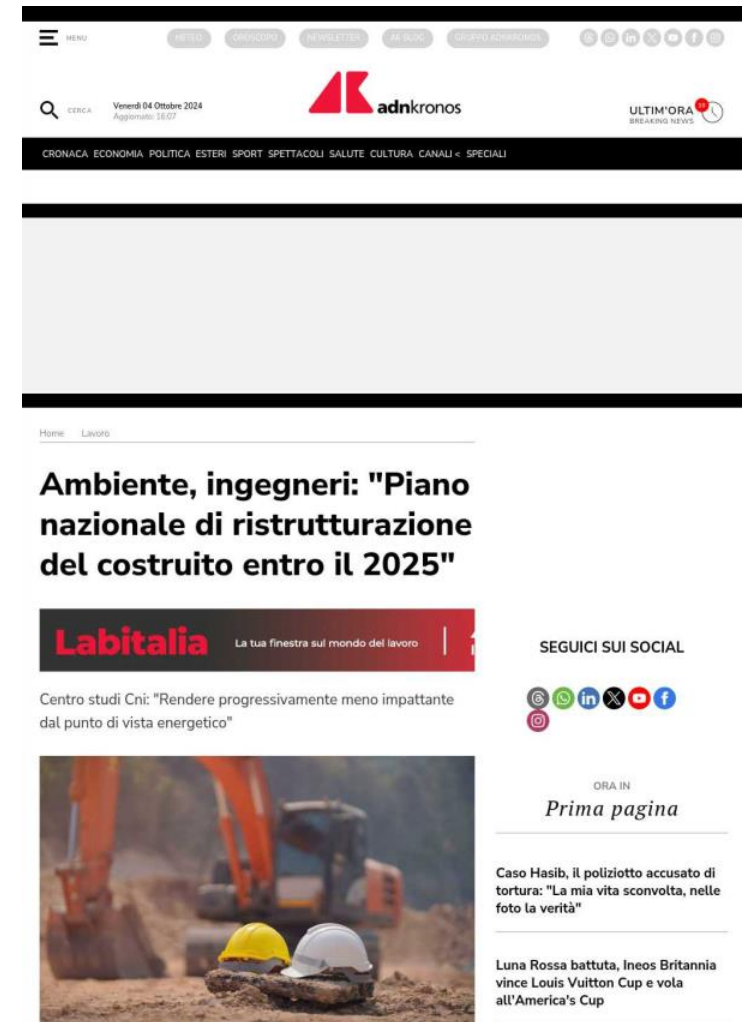 MENU
METEO
OROSCOPO
NEWSLETTER
AK BLOG
GRUPPO ADNKRONOS
CERCA
Venerdì 04 Ottobre 2024
Aggiornato: 16:07
adnkronos
ULTIM'ORA
BREAKING NEWS
CRONACA ECONOMIA POLITICA ESTERI SPORT SPETTACOLI SALUTE CULTURA CANALI < SPECIALI
Home Lavoro
Ambiente, ingegneri: "Piano
nazionale di ristrutturazione
del costruito entro il 2025"
Labitalia La tua finestra sul mondo del lavoro
Centro studi Cni: "Rendere progressivamente meno impattante
dal punto di vista energetico"
SEGUICI SUI SOCIAL
ORA IN
Prima pagina
Caso Hasib, il poliziotto accusato di
tortura: "La mia vita sconvolta, nelle
foto la verità"
Luna Rossa battuta, Ineos Britannia
vince Louis Vuitton Cup e vola
all'America's Cup